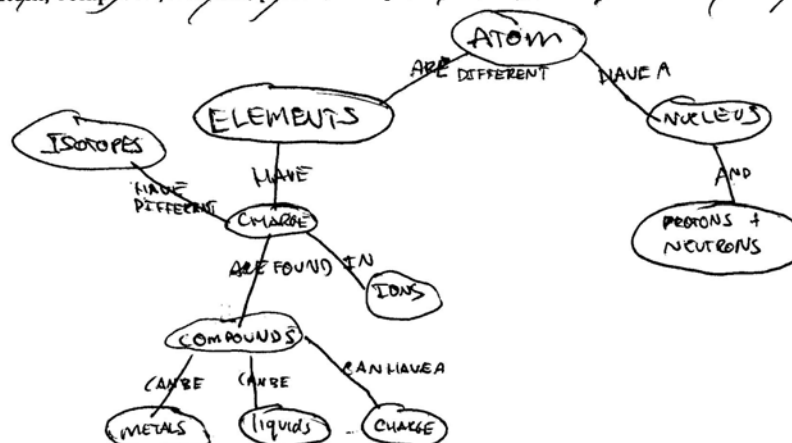 ATOM
ARE DIFFERENT
HAVE A
ELEMENTS
NUCLEUS
ISOTOPES
HAVE
AND
HAVE
DIFFERENT
CHARGE
PROTONS +
NEUTRONS
ARE FOUND IN
IONS
COMPOUNDS
CAN BE
CAN BE
CAN HAVE A
METALS
liquids
CHARGE